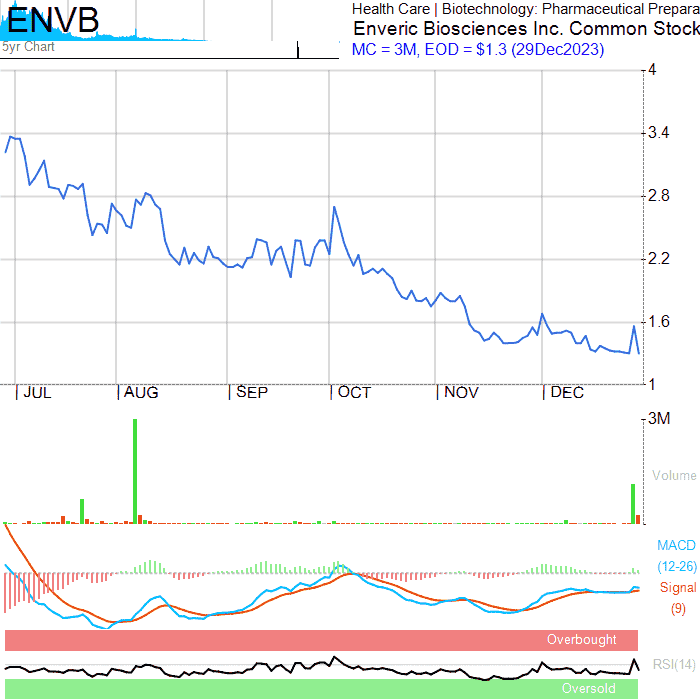 ENVB
Health Care | Biotechnology: Pharmaceutical Prepara
Enveric Biosciences Inc. Common Stock
5yr Chart
MC = 3M, EOD = $1.3 (29Dec2023)
4
3.4
2.8
2.2
1.6
1
JUL AUG SEP OCT NOV DEC
3M
Volume
MACD
(12-26)
Signal
(9)
Overbought
RSI(14)
Oversold